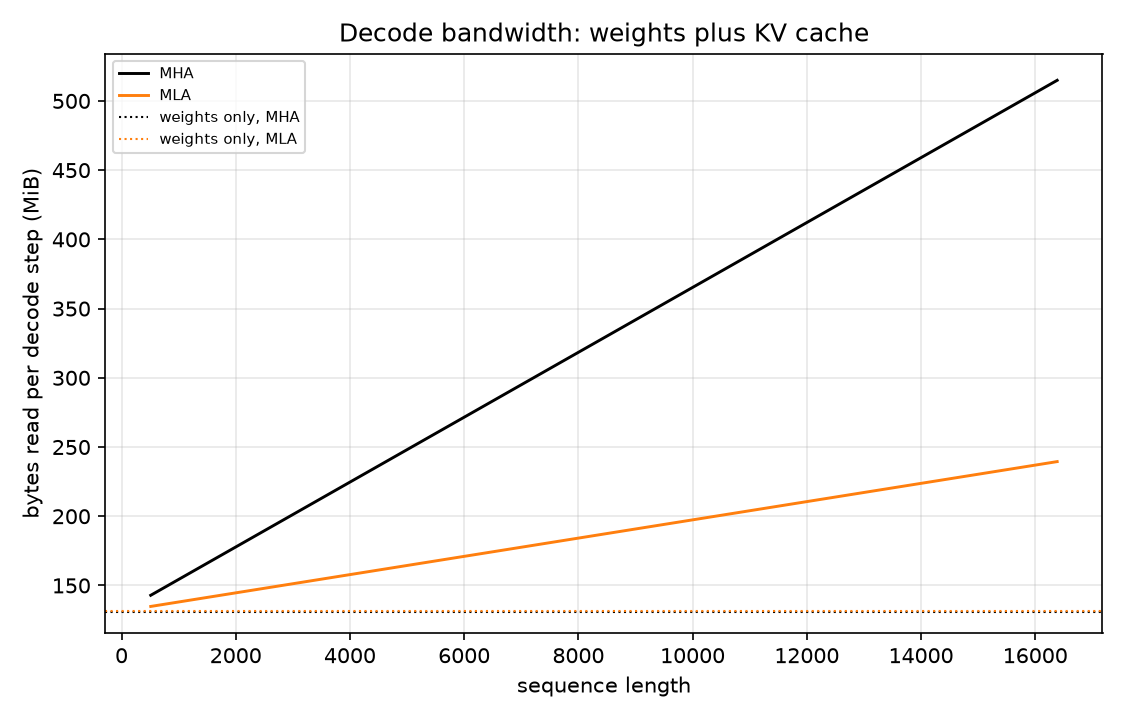 Decode bandwidth: weights plus KV cache
MHA
MLA
weights only, MHA
weights only, MLA
bytes read per decode step (MiB)
500
450
400
350
300
250
200
150
0 2000 4000 6000 8000 10000 12000 14000 16000
sequence length